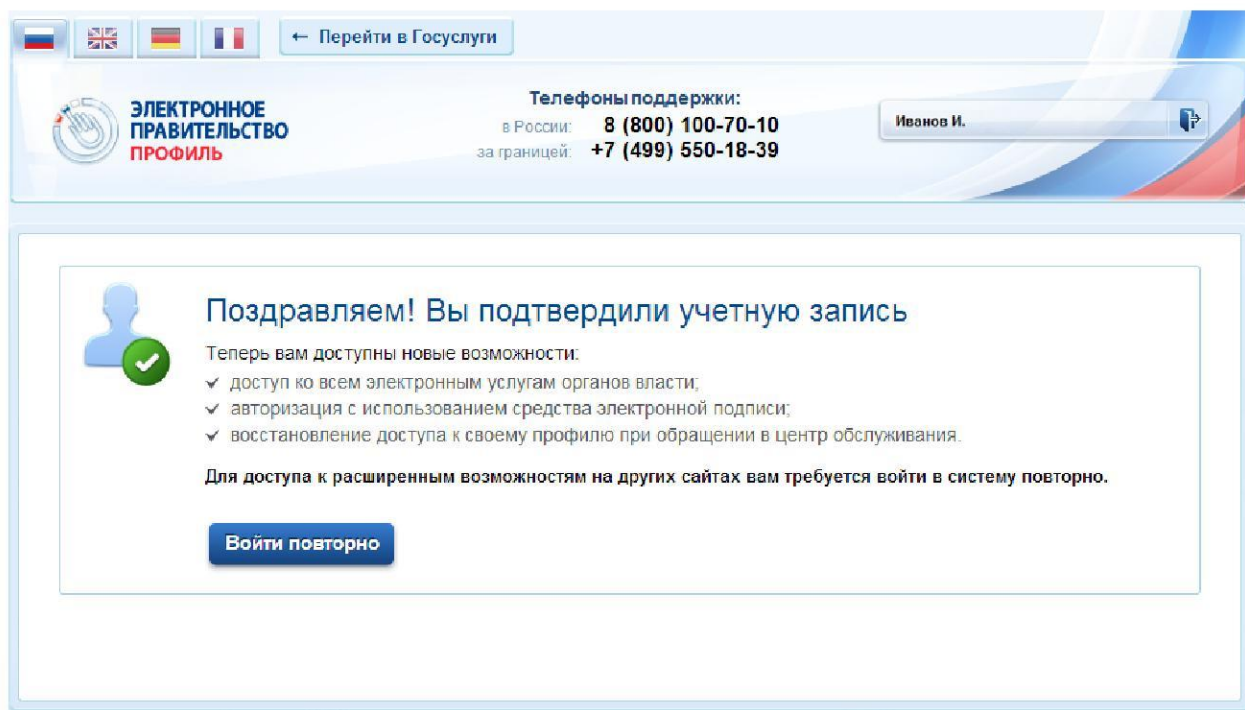 ← Перейти в Госуслуги
ЭЛЕКТРОННОЕ
ПРАВИТЕЛЬСТВО
ПРОФИЛЬ
Телефоны поддержки:
в России: 8 (800) 100-70-10
за границей: +7 (499) 550-18-39
Иванов И.
Поздравляем! Вы подтвердили учетную запись
Теперь вам доступны новые возможности:
✓ доступ ко всем электронным услугам органов власти;
✓ авторизация с использованием средства электронной подписи;
✓ восстановление доступа к своему профилю при обращении в центр обслуживания.
Для доступа к расширенным возможностям на других сайтах вам требуется войти в систему повторно.
Войти повторно